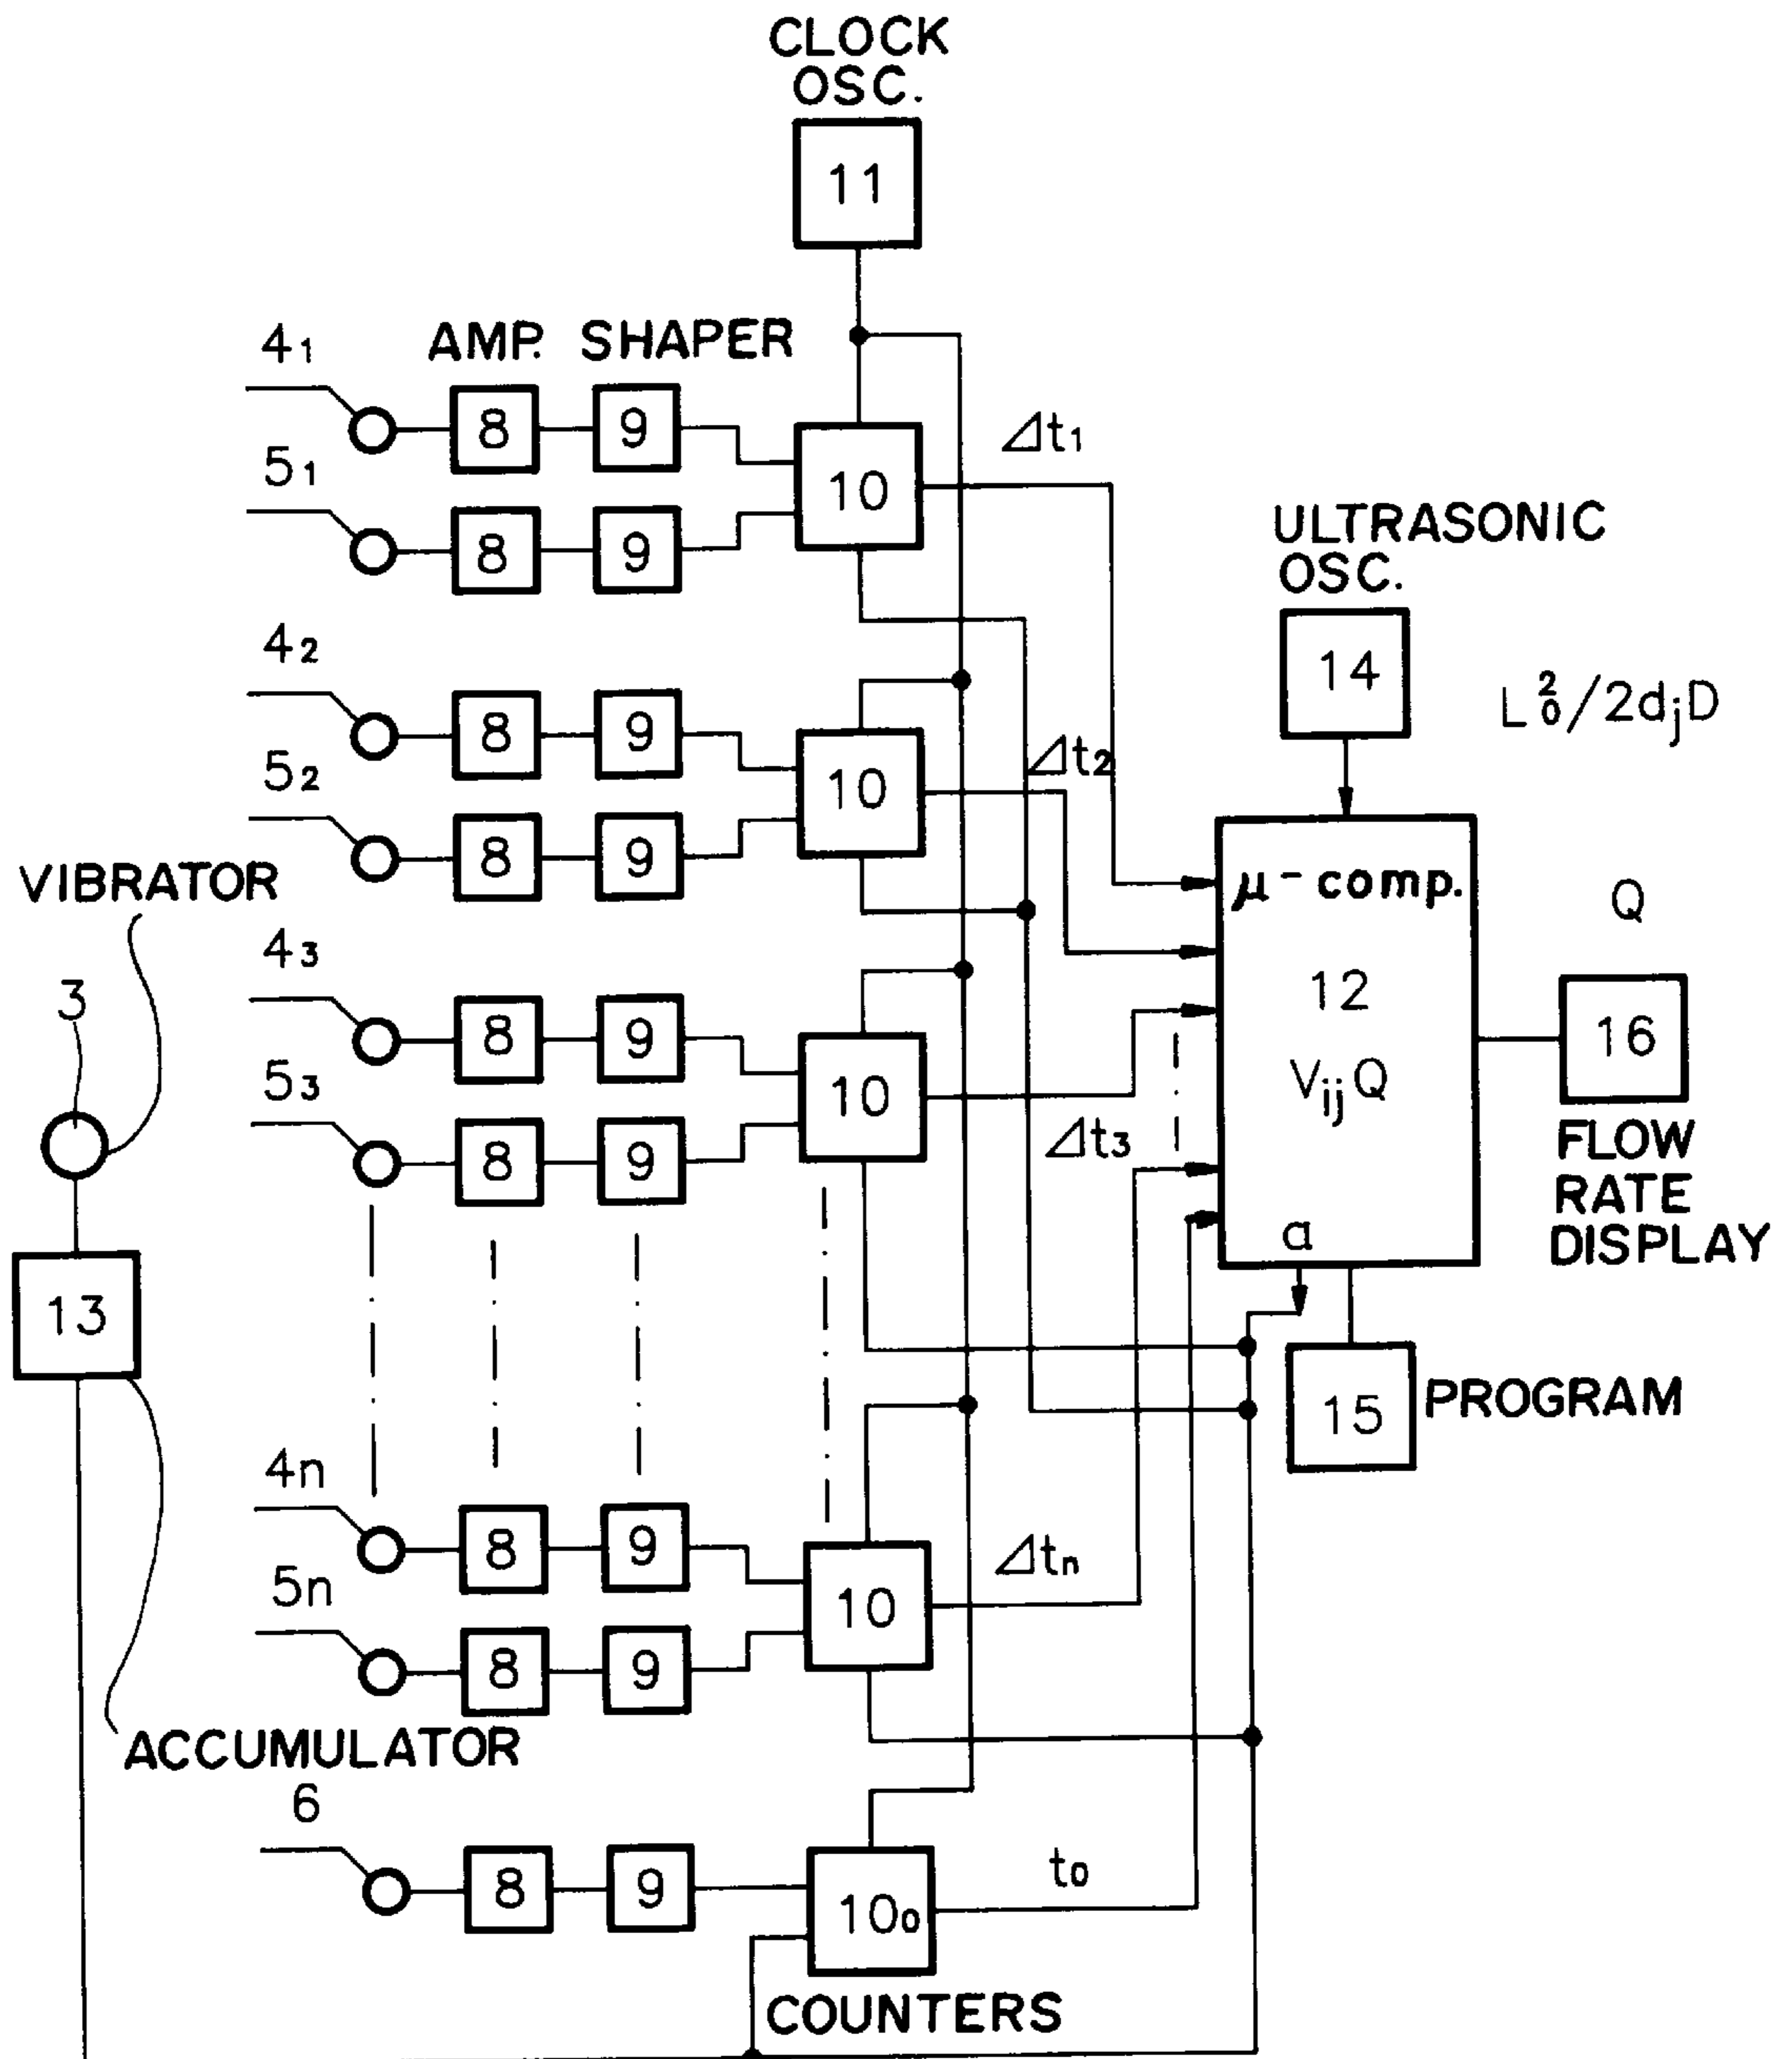 CLOCK
OSC.
11
4₁ AMP. SHAPER
8 9
Δt₁
5₁
10
8 9
ULTRASONIC
OSC.
4₂
14
L₀²/2dⱼD
8 9
Δt₂
5₂
10
8 9
VIBRATOR
μ-comp.
Q
4₃
3
12
8 9
16
5₃
10
VᵢⱼQ
8 9
Δt₃
FLOW
RATE
DISPLAY
a
13
15 PROGRAM
4n
8 9
Δtn
5n
10
8 9
ACCUMULATOR
6
8 9
t₀
10₀
COUNTERS